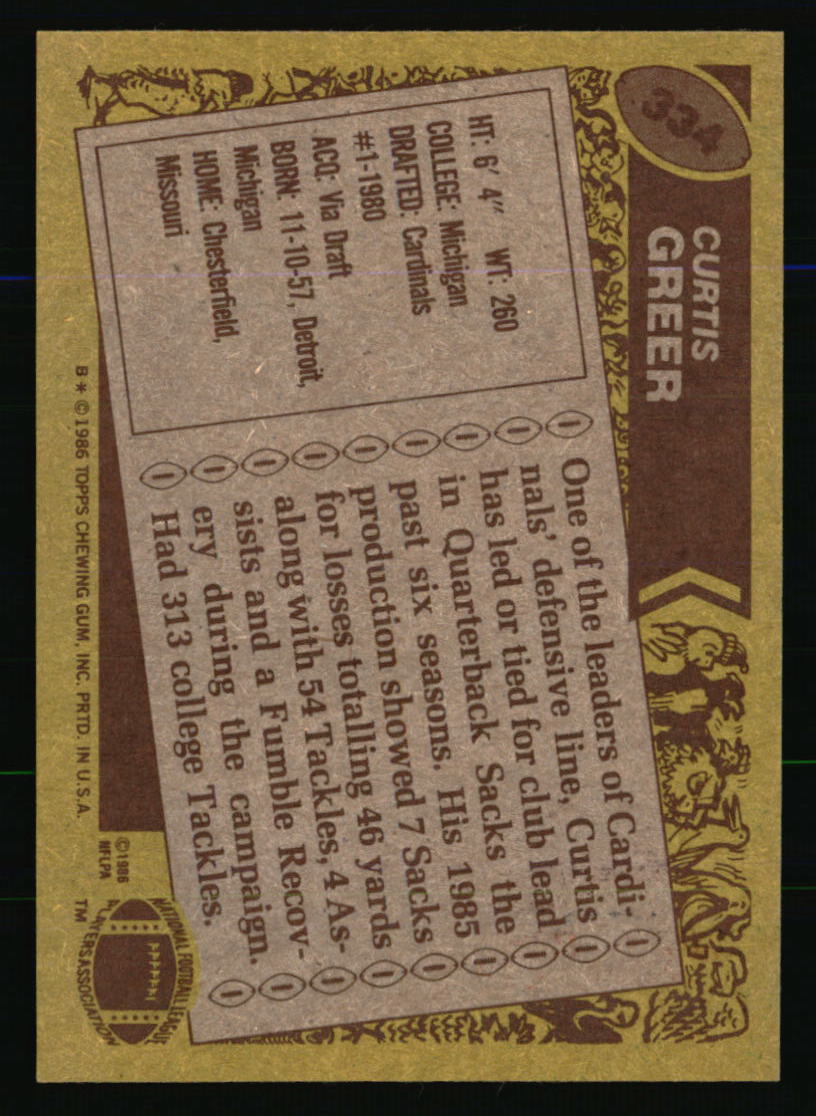 334
CURTIS
GREER
HT: 6' 4" WT: 260
COLLEGE: Michigan
DRAFTED: Cardinals
#1-1980
ACQ: Via Draft
BORN: 11-10-57, Detroit,
Michigan
HOME: Chesterfield,
Missouri
One of the leaders of Cardi-
nals' defensive line, Curtis
has led or tied for club lead
in Quarterback Sacks the
past six seasons. His 1985
production showed 7 Sacks
for losses totalling 46 yards
along with 54 Tackles, 4 As-
sists and a Fumble Recov-
ery during the campaign.
Had 313 college Tackles.
B * ©1986 TOPPS CHEWING GUM, INC. PRTD. IN U.S.A.
©1986
NFLPA
NATIONAL FOOTBALL LEAGUE
PLAYERS ASSOCIATION
TM